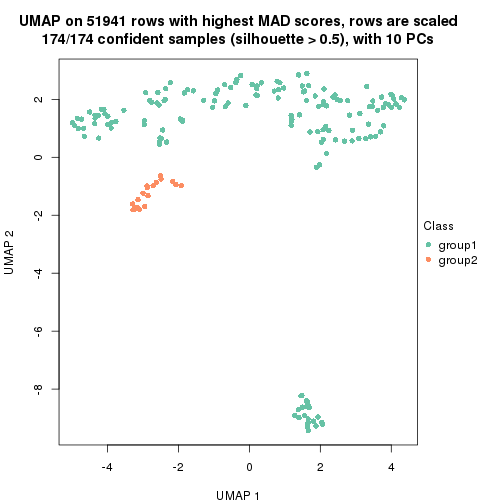 UMAP on 51941 rows with highest MAD scores, rows are scaled
174/174 confident samples (silhouette > 0.5), with 10 PCs
2
0
-2
-4
-6
-8
UMAP 2
-4
-2
0
2
4
UMAP 1
Class
group1
group2